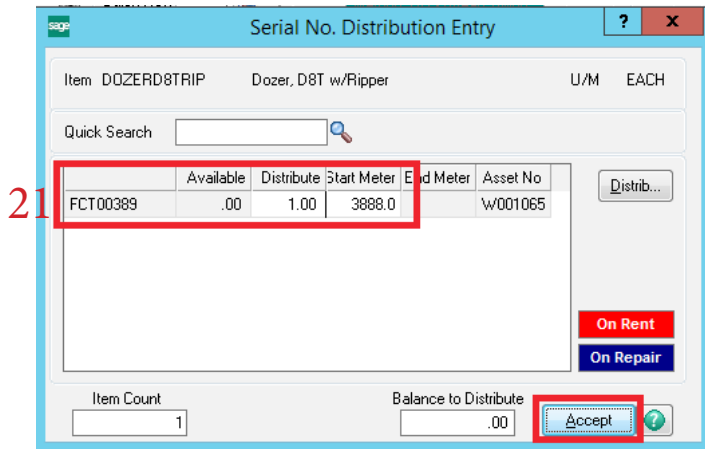 sage Serial No. Distribution Entry ? x
Item DOZERD8TRIP Dozer, D8T w/Ripper U/M EACH
Quick Search
Available Distribute Start Meter End Meter Asset No Distrib...
21 FCT00389 .00 1.00 3888.0 W001065
On Rent
On Repair
Item Count Balance to Distribute
1 .00 Accept ?